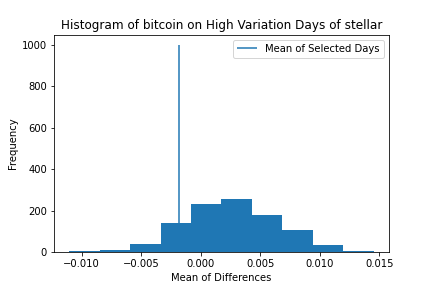 Histogram of bitcoin on High Variation Days of stellar
Mean of Selected Days
Frequency
1000
800
600
400
200
0
−0.010 −0.005 0.000 0.005 0.010 0.015
Mean of Differences